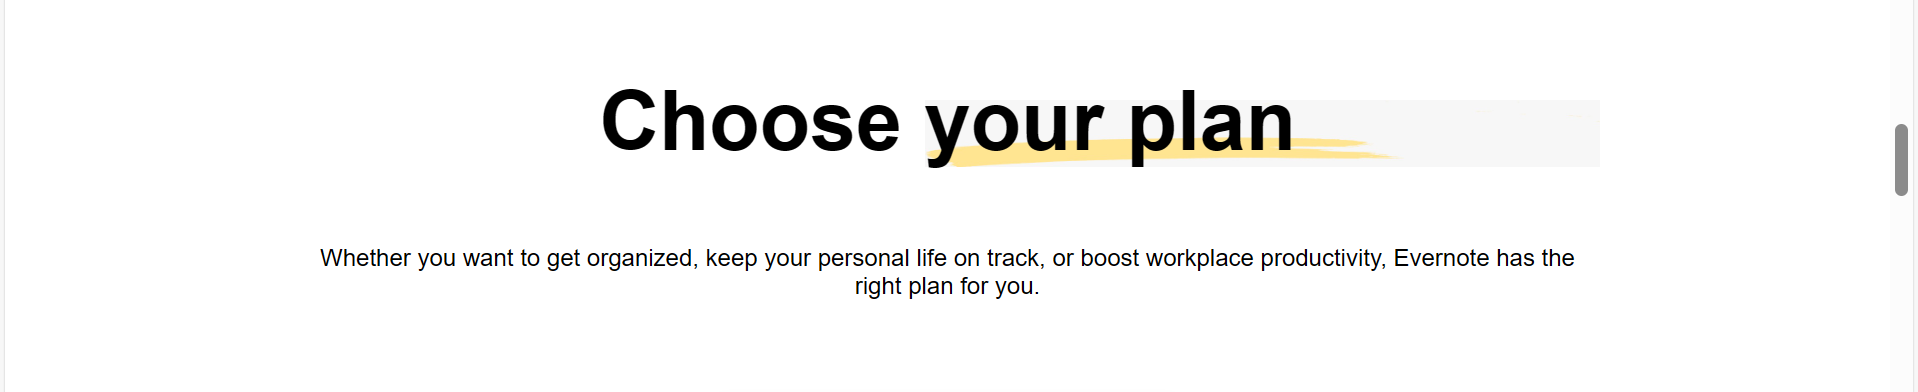 Choose your plan
Whether you want to get organized, keep your personal life on track, or boost workplace productivity, Evernote has the
right plan for you.